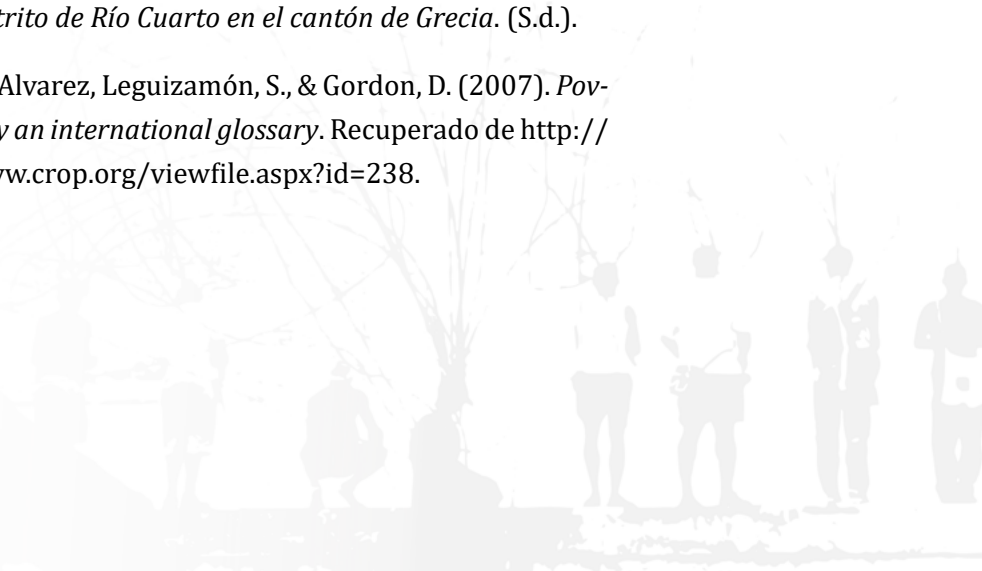 trito de Río Cuarto en el cantón de Grecia. (S.d.).
Alvarez, Leguizamón, S., & Gordon, D. (2007). Pov-
y an international glossary. Recuperado de http://
w.crop.org/viewfile.aspx?id=238.